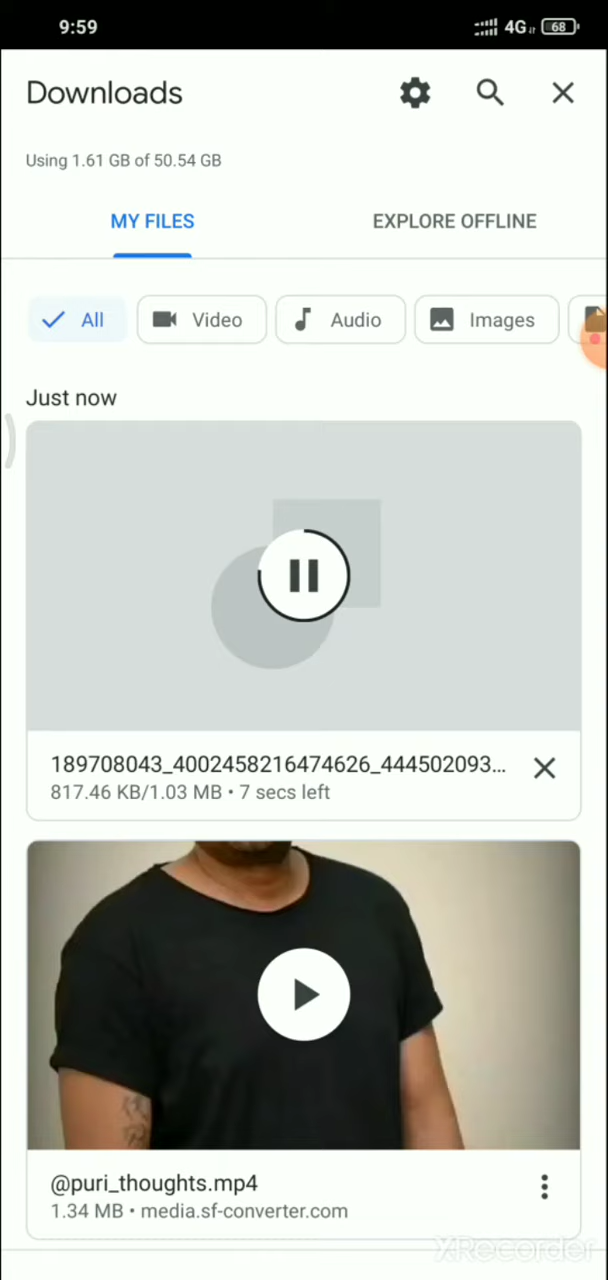 9:59
4G 68
Downloads
Using 1.61 GB of 50.54 GB
MY FILES EXPLORE OFFLINE
All Video Audio Images
Just now
189708043_4002458216474626_444502093...
817.46 KB/1.03 MB • 7 secs left
@puri_thoughts.mp4
1.34 MB • media.sf-converter.com
XRecorder